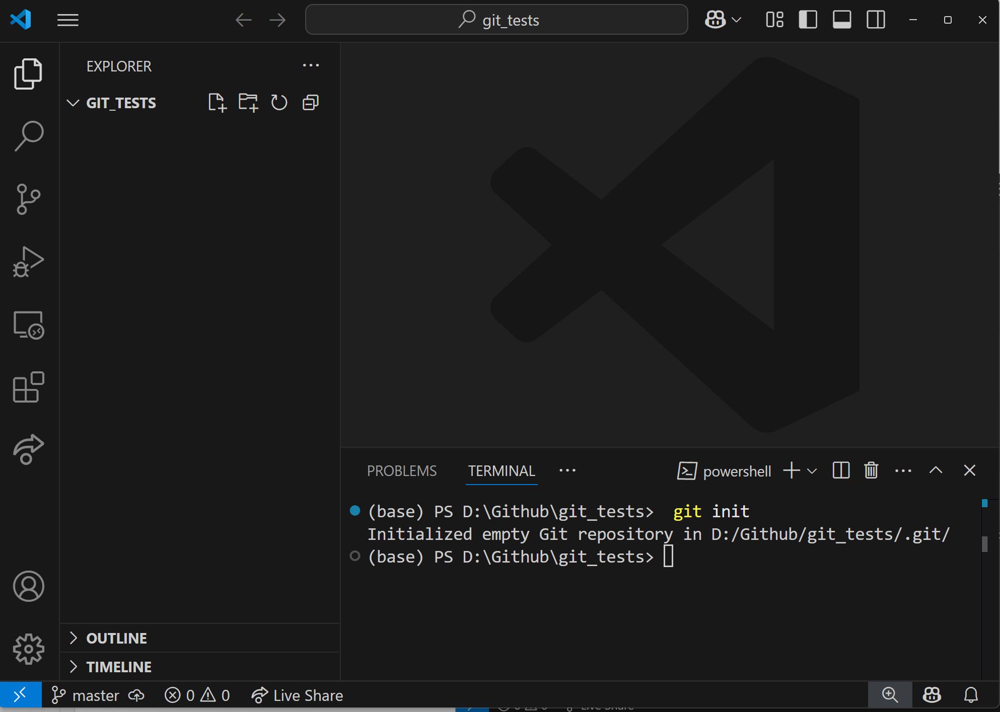 git_tests
EXPLORER
GIT_TESTS
PROBLEMS TERMINAL powershell
(base) PS D:\Github\git_tests>  git init
Initialized empty Git repository in D:/Github/git_tests/.git/
(base) PS D:\Github\git_tests>
OUTLINE
TIMELINE
master 0 0 Live Share